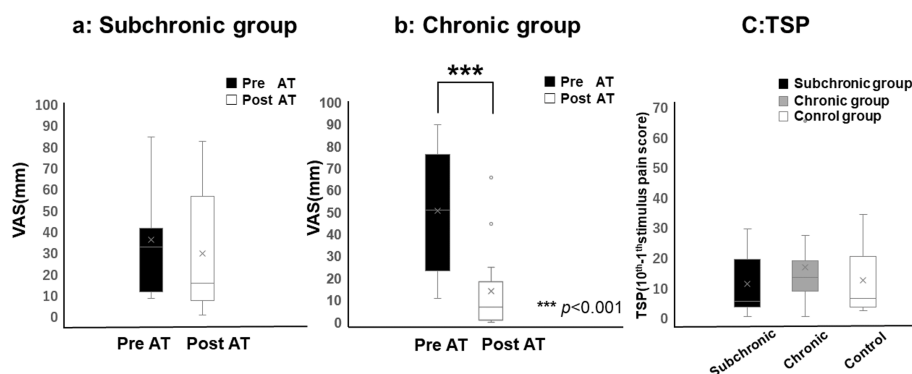 a: Subchronic group
b: Chronic group
C:TSP
Pre AT
Post AT
VAS(mm)
100
90
80
70
60
50
40
30
20
10
0
Pre AT
Post AT
***
Pre AT
Post AT
VAS(mm)
100
90
80
70
60
50
40
30
20
10
0
*** p<0.001
Pre AT
Post AT
Subchronic group
Chronic group
Conrol group
TSP(10th-1th stimulus pain score)
70
60
50
40
30
20
10
0
Subchronic
Chronic
Control